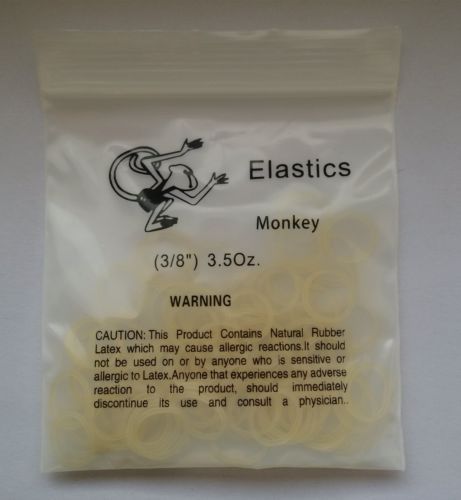 Elastics
Monkey
(3/8") 3.5Oz.
WARNING
CAUTION: This Product Contains Natural Rubber
Latex which may cause allergic reactions.It should
not be used on or by anyone who is sensitive or
allergic to Latex,Anyone that experiences any adverse
reaction to the product, should immediately
discontinue its use and consult a physician..